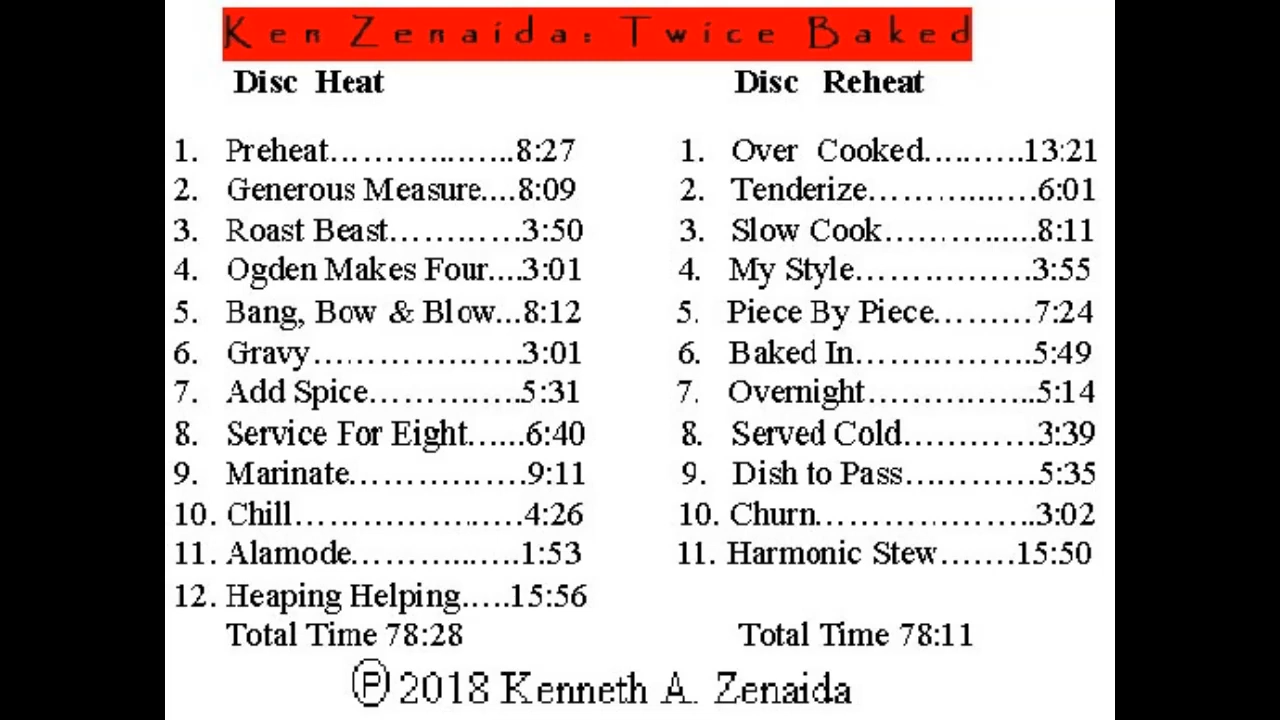 Ken Zenaida: Twice Baked
Disc Heat
1. Preheat.....................8:27
2. Generous Measure....8:09
3. Roast Beast...............3:50
4. Ogden Makes Four....3:01
5. Bang, Bow & Blow...8:12
6. Gravy........................3:01
7. Add Spice.................5:31
8. Service For Eight......6:40
9. Marinate....................9:11
10. Chill..........................4:26
11. Alamode...................1:53
12. Heaping Helping.....15:56
Total Time 78:28
Disc Reheat
1. Over Cooked..........13:21
2. Tenderize...................6:01
3. Slow Cook.................8:11
4. My Style....................3:55
5. Piece By Piece..........7:24
6. Baked In....................5:49
7. Overnight...................5:14
8. Served Cold...............3:39
9. Dish to Pass...............5:35
10. Churn.........................3:02
11. Harmonic Stew.......15:50
Total Time 78:11
℗ 2018 Kenneth A. Zenaida